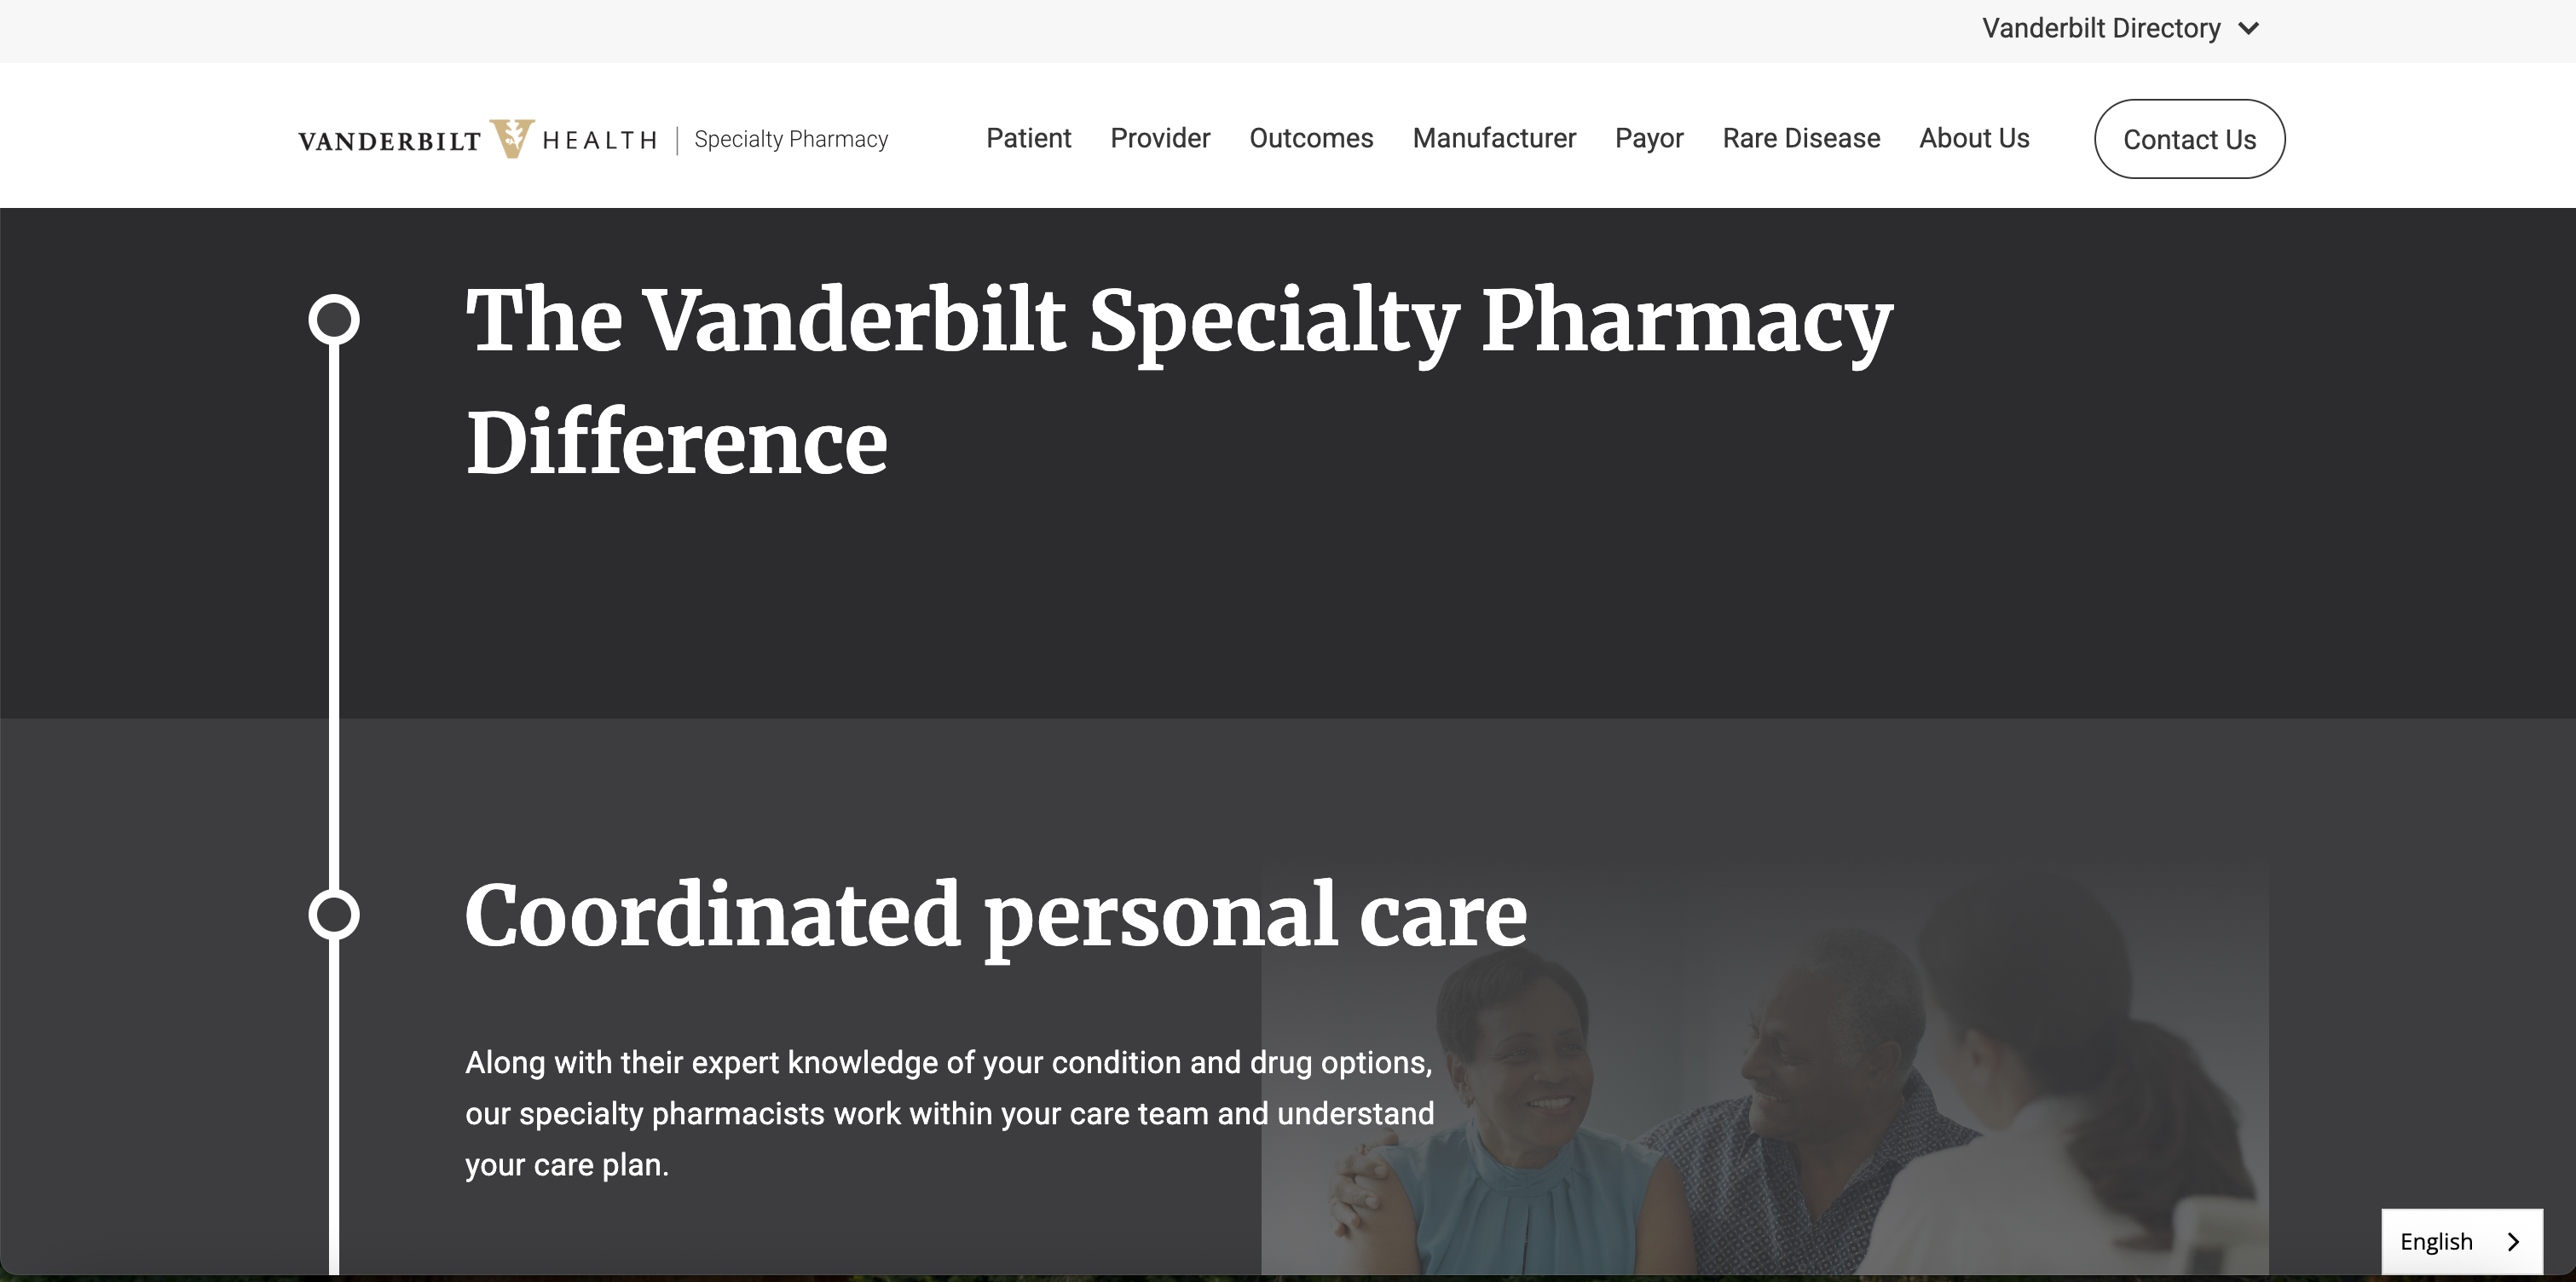 Vanderbilt Directory
VANDERBILT V HEALTH | Specialty Pharmacy
Patient Provider Outcomes Manufacturer Payor Rare Disease About Us Contact Us
The Vanderbilt Specialty Pharmacy
Difference
Coordinated personal care
Along with their expert knowledge of your condition and drug options,
our specialty pharmacists work within your care team and understand
your care plan.
English